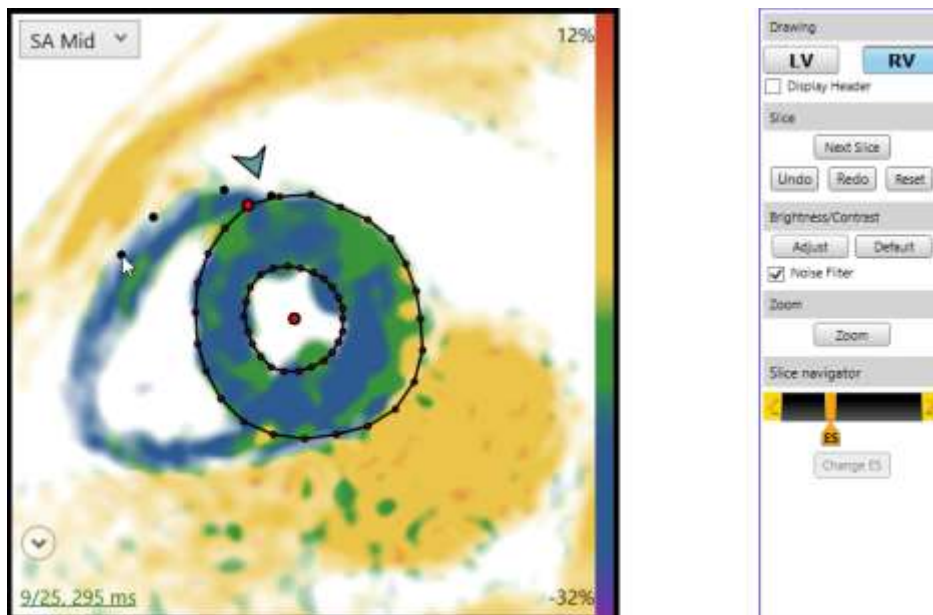 SA Mid
12%
9/25, 295 ms
-32%
Drawing
LV RV
Display Header
Slice
Next Slice
Undo Redo Reset
Brightness/Contrast
Adjust Default
Noise Filter
Zoom
Zoom
Slice navigator
ES
Change ES